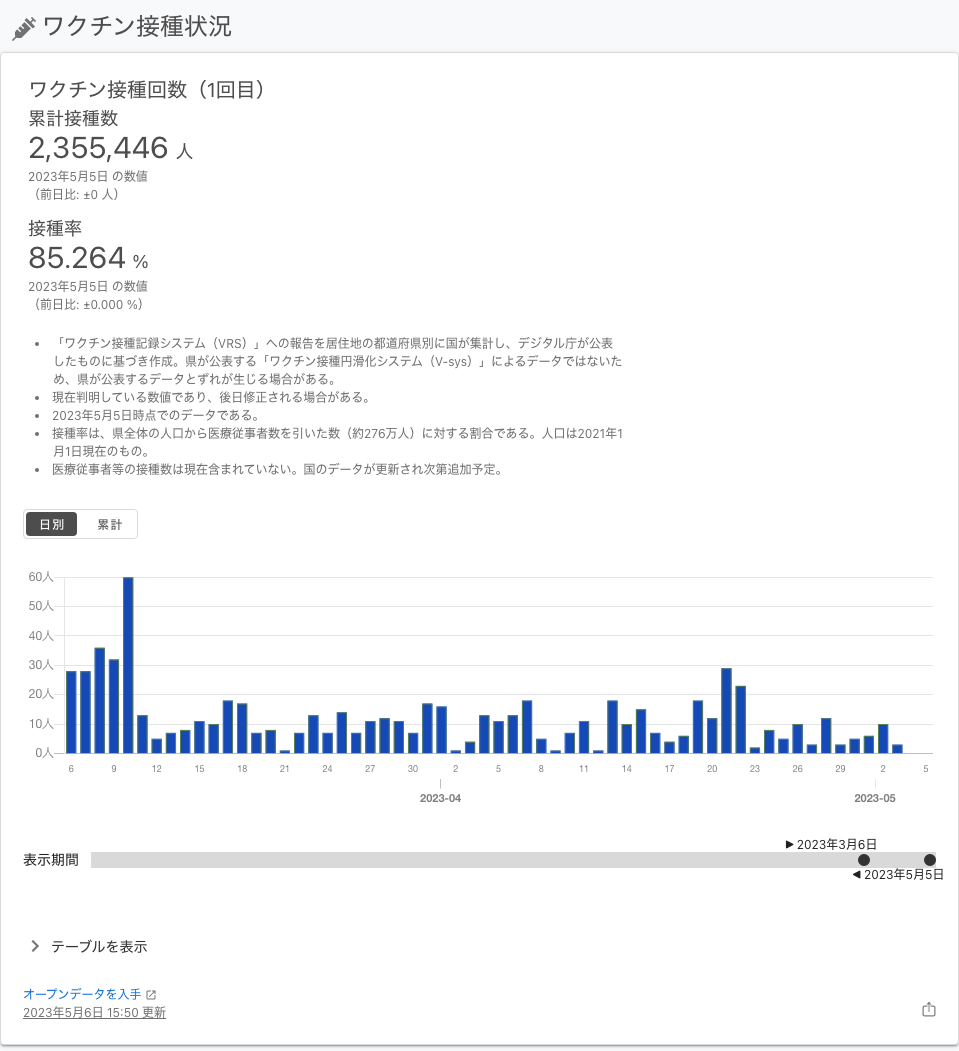 ワクチン接種状況
ワクチン接種回数（1回目）
累計接種数
2,355,446 人
2023年5月5日 の数値
（前日比: ±0 人）
接種率
85.264 %
2023年5月5日 の数値
（前日比: ±0.000 %）
• 「ワクチン接種記録システム（VRS）」への報告を居住地の都道府県別に国が集計し、デジタル庁が公表
したものに基づき作成。県が公表する「ワクチン接種円滑化システム（V-sys）」によるデータではないた
め、県が公表するデータとずれが生じる場合がある。
• 現在判明している数値であり、後日修正される場合がある。
• 2023年5月5日時点でのデータである。
• 接種率は、県全体の人口から医療従事者数を引いた数（約276万人）に対する割合である。人口は2021年1
月1日現在のもの。
• 医療従事者等の接種数は現在含まれていない。国のデータが更新され次第追加予定。
日別 累計
60人
50人
40人
30人
20人
10人
0人
6 9 12 15 18 21 24 27 30 2 5 8 11 14 17 20 23 26 29 2 5
2023-04 2023-05
▶ 2023年3月6日
表示期間
◀ 2023年5月5日
テーブルを表示
オープンデータを入手
2023年5月6日 15:50 更新